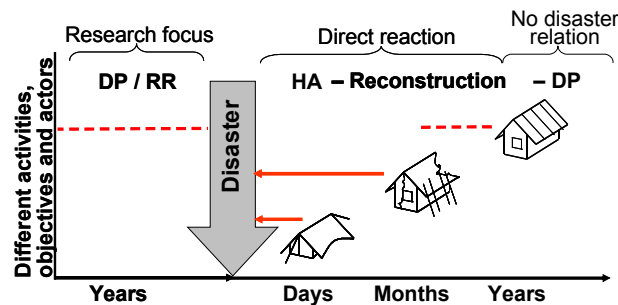 Research focus
Direct reaction
No disaster
relation
DP / RR
HA – Reconstruction – DP
Different activities,
objectives and actors
Disaster
Years
Days
Months
Years